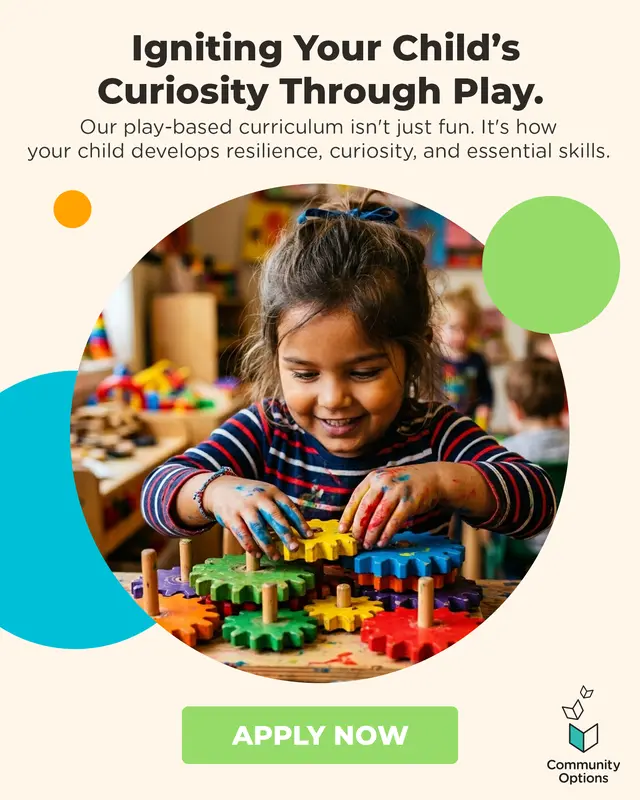 Igniting Your Child’s
Curiosity Through Play.
Our play-based curriculum isn't just fun. It's how
your child develops resilience, curiosity, and essential skills.
APPLY NOW
Community
Options